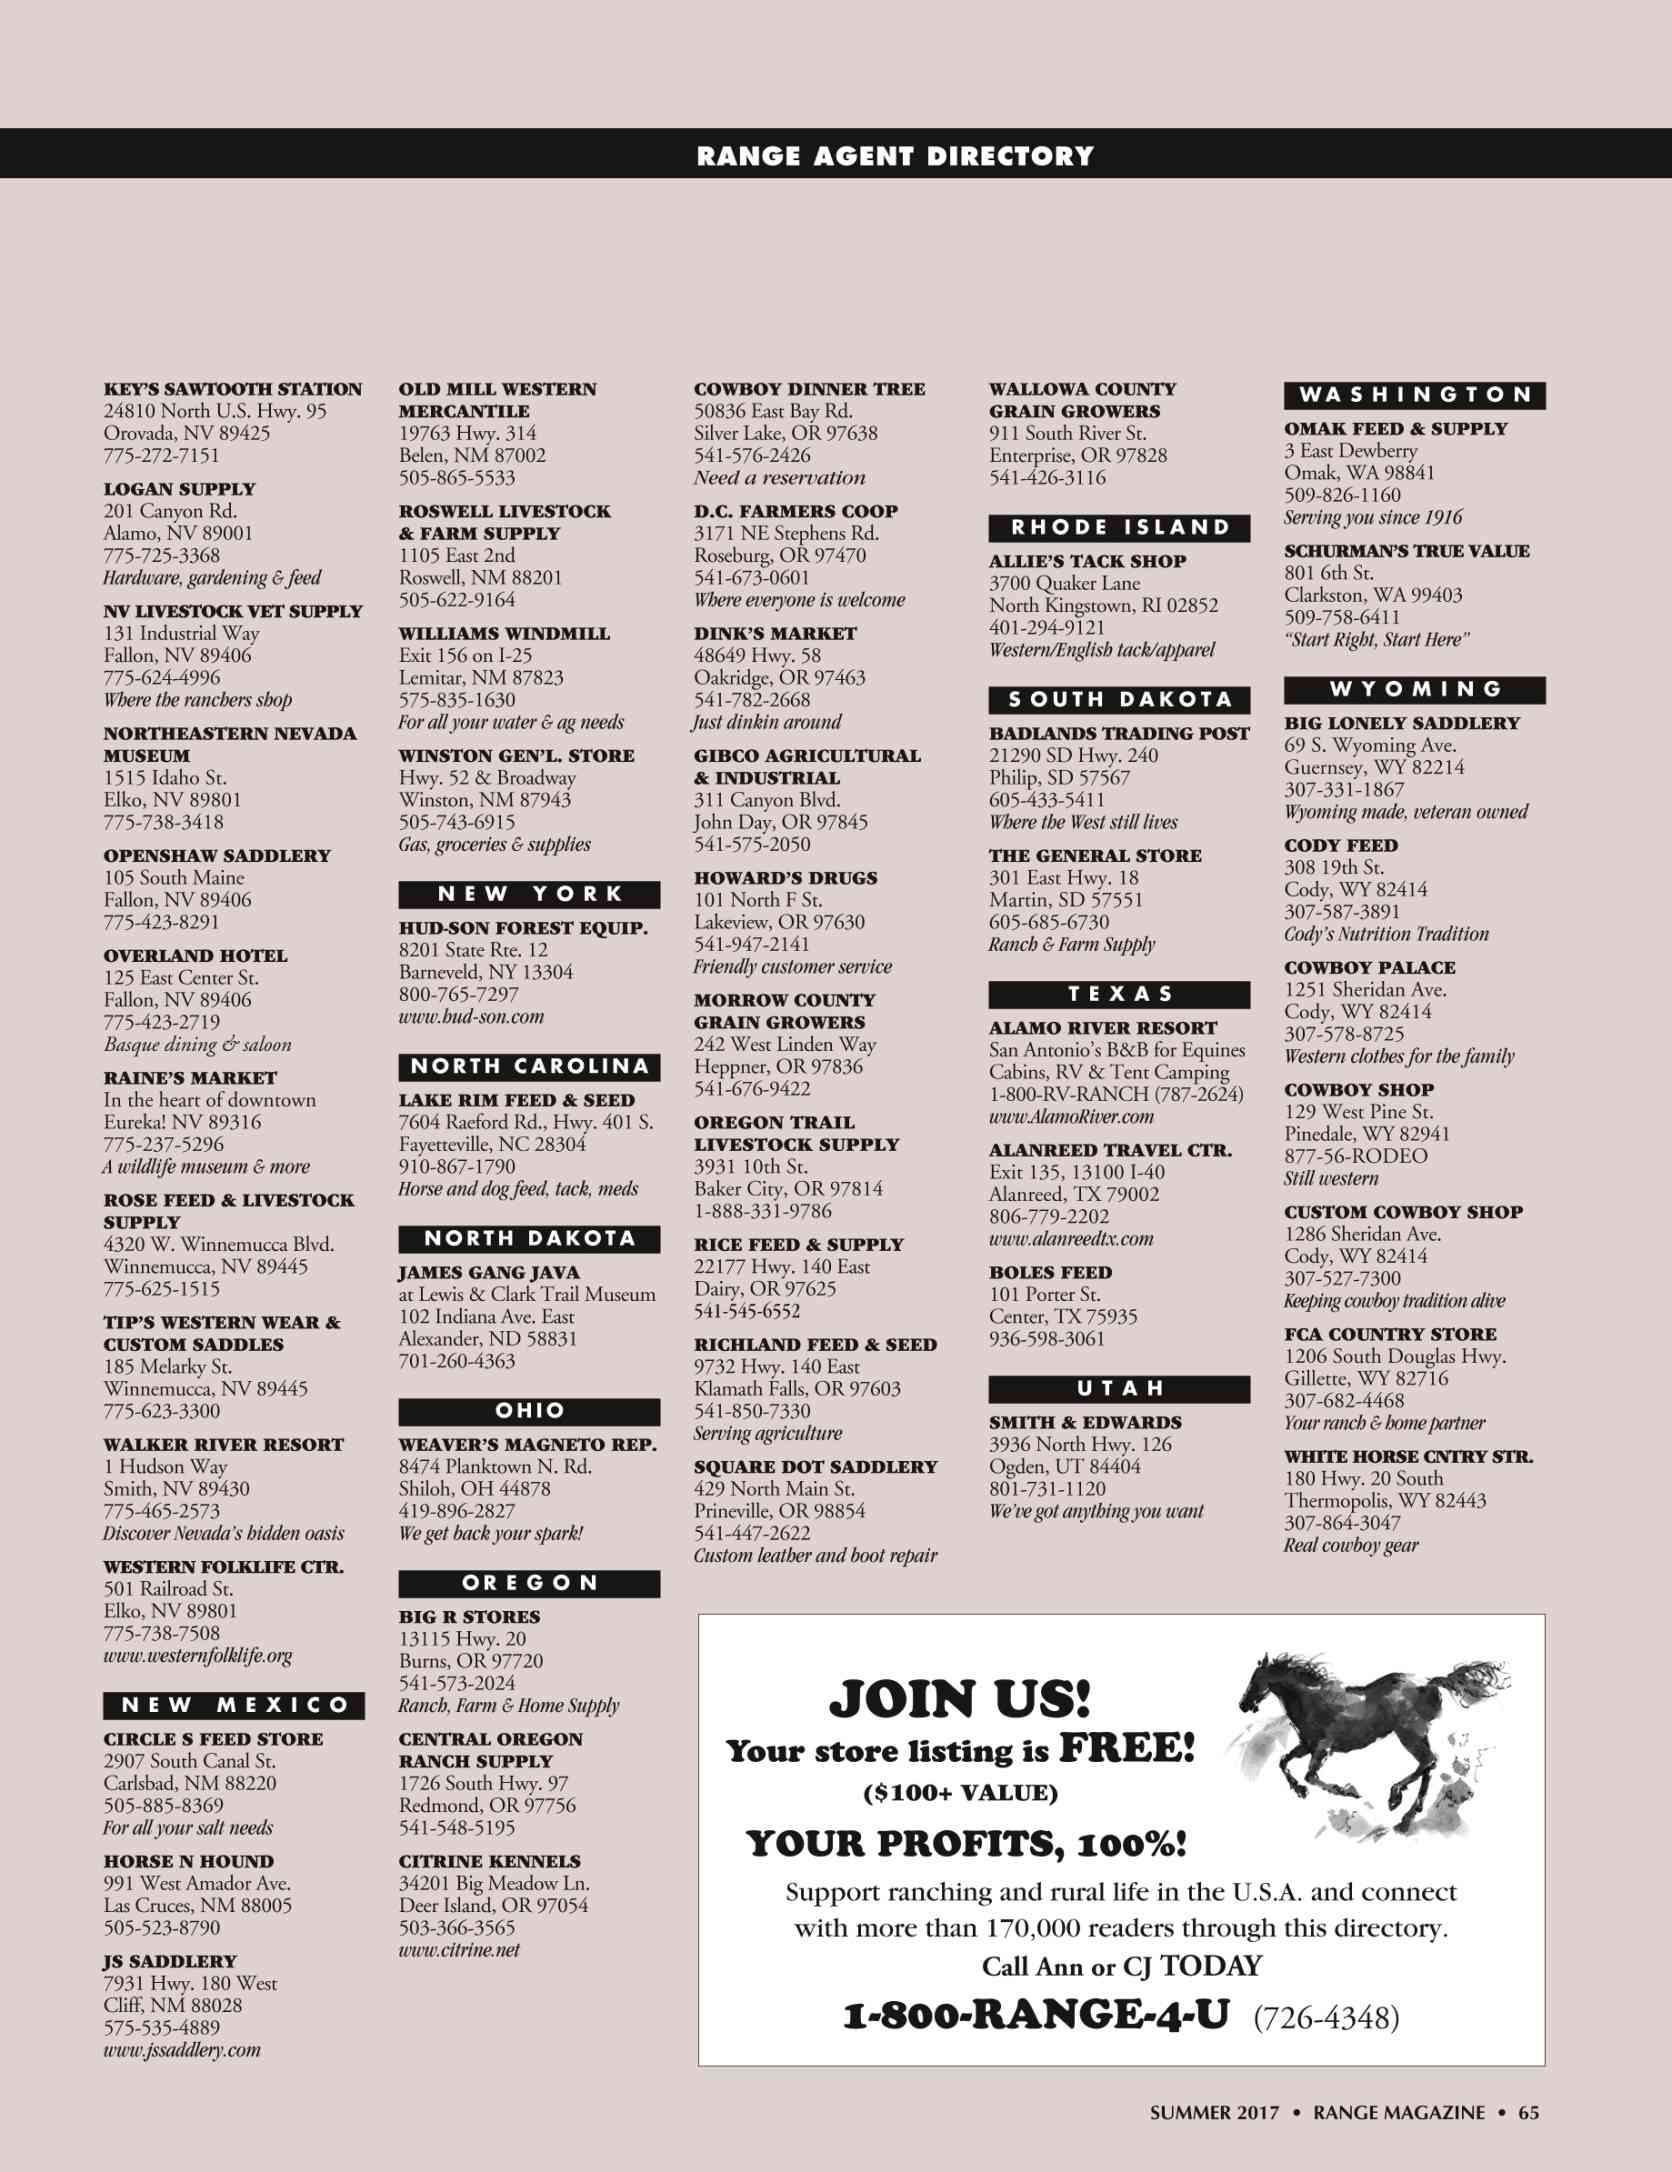 RANGE AGENT DIRECTORY
KEY'S SAWTOOTH STATION
24810 North U.S. Hwy. 95
Orovada, NV 89425
775-272-7151
LOGAN SUPPLY
201 Canyon Rd.
Alamo, NV 89001
775-725-3368
Hardware, gardening & feed
NV LIVESTOCK VET SUPPLY
131 Industrial Way
Fallon, NV 89406
775-624-4996
Where the ranchers shop
NORTHEASTERN NEVADA
MUSEUM
1515 Idaho St.
Elko, NV 89801
775-738-3418
OPENSHAW SADDLERY
105 South Maine
Fallon, NV 89406
775-423-8291
OVERLAND HOTEL
125 East Center St.
Fallon, NV 89406
775-423-2719
Basque dining & saloon
RAINE'S MARKET
In the heart of downtown
Eureka! NV 89316
775-237-5296
A wildlife museum & more
ROSE FEED & LIVESTOCK
SUPPLY
4320 W. Winnemucca Blvd.
Winnemucca, NV 89445
775-625-1515
TIP'S WESTERN WEAR &
CUSTOM SADDLES
185 Melarky St.
Winnemucca, NV 89445
775-623-3300
WALKER RIVER RESORT
1 Hudson Way
Smith, NV 89430
775-465-2573
Discover Nevada's hidden oasis
WESTERN FOLKLIFE CTR.
501 Railroad St.
Elko, NV 89801
775-738-7508
www.westernfolklife.org
NEW MEXICO
CIRCLE S FEED STORE
2907 South Canal St.
Carlsbad, NM 88220
505-885-8369
For all your salt needs
HORSE N HOUND
991 West Amador Ave.
Las Cruces, NM 88005
505-523-8790
JS SADDLERY
7931 Hwy. 180 West
Cliff, NM 88028
575-535-4889
www.jssaddlery.com
OLD MILL WESTERN
MERCANTILE
19763 Hwy. 314
Belen, NM 87002
505-865-5533
ROSWELL LIVESTOCK
& FARM SUPPLY
1105 East 2nd
Roswell, NM 88201
505-622-9164
WILLIAMS WINDMILL
Exit 156 on I-25
Lemitar, NM 87823
575-835-1630
For all your water & ag needs
WINSTON GEN'L. STORE
Hwy. 52 & Broadway
Winston, NM 87943
505-743-6915
Gas, groceries & supplies
NEW YORK
HUD-SON FOREST EQUIP.
8201 State Rte. 12
Barneveld, NY 13304
800-765-7297
www.hud-son.com
NORTH CAROLINA
LAKE RIM FEED & SEED
7604 Raeford Rd., Hwy. 401 S.
Fayetteville, NC 28304
910-867-1790
Horse and dog feed, tack, meds
NORTH DAKOTA
JAMES GANG JAVA
at Lewis & Clark Trail Museum
102 Indiana Ave. East
Alexander, ND 58831
701-260-4363
OHIO
WEAVER'S MAGNETO REP.
8474 Planktown N. Rd.
Shiloh, OH 44878
419-896-2827
We get back your spark!
OREGON
BIG R STORES
13115 Hwy. 20
Burns, OR 97720
541-573-2024
Ranch, Farm & Home Supply
CENTRAL OREGON
RANCH SUPPLY
1726 South Hwy. 97
Redmond, OR 97756
541-548-5195
CITRINE KENNELS
34201 Big Meadow Ln.
Deer Island, OR 97054
503-366-3565
www.citrine.net
COWBOY DINNER TREE
50836 East Bay Rd.
Silver Lake, OR 97638
541-576-2426
Need a reservation
D.C. FARMERS COOP
3171 NE Stephens Rd.
Roseburg, OR 97470
541-673-0601
Where everyone is welcome
DINK'S MARKET
48649 Hwy. 58
Oakridge, OR 97463
541-782-2668
Just dinkin around
GIBCO AGRICULTURAL
& INDUSTRIAL
311 Canyon Blvd.
John Day, OR 97845
541-575-2050
HOWARD'S DRUGS
101 North F St.
Lakeview, OR 97630
541-947-2141
Friendly customer service
MORROW COUNTY
GRAIN GROWERS
242 West Linden Way
Heppner, OR 97836
541-676-9422
OREGON TRAIL
LIVESTOCK SUPPLY
3931 10th St.
Baker City, OR 97814
1-888-331-9786
RICE FEED & SUPPLY
22177 Hwy. 140 East
Dairy, OR 97625
541-545-6552
RICHLAND FEED & SEED
9732 Hwy. 140 East
Klamath Falls, OR 97603
541-850-7330
Serving agriculture
SQUARE DOT SADDLERY
429 North Main St.
Prineville, OR 98854
541-447-2622
Custom leather and boot repair
WALLOWA COUNTY
GRAIN GROWERS
911 South River St.
Enterprise, OR 97828
541-426-3116
RHODE ISLAND
ALLIE'S TACK SHOP
3700 Quaker Lane
North Kingstown, RI 02852
401-294-9121
Western/English tack/apparel
SOUTH DAKOTA
BADLANDS TRADING POST
21290 SD Hwy. 240
Philip, SD 57567
605-433-5411
Where the West still lives
THE GENERAL STORE
301 East Hwy. 18
Martin, SD 57551
605-685-6730
Ranch & Farm Supply
TEXAS
ALAMO RIVER RESORT
San Antonio's B&B for Equines
Cabins, RV & Tent Camping
1-800-RV-RANCH (787-2624)
www.AlamoRiver.com
ALANREED TRAVEL CTR.
Exit 135, 13100 I-40
Alanreed, TX 79002
806-779-2202
www.alanreedtx.com
BOLES FEED
101 Porter St.
Center, TX 75935
936-598-3061
UTAH
SMITH & EDWARDS
3936 North Hwy. 126
Ogden, UT 84404
801-731-1120
We've got anything you want
WASHINGTON
OMAK FEED & SUPPLY
3 East Dewberry
Omak, WA 98841
509-826-1160
Serving you since 1916
SCHURMAN'S TRUE VALUE
801 6th St.
Clarkston, WA 99403
509-758-6411
“Start Right, Start Here”
WYOMING
BIG LONELY SADDLERY
69 S. Wyoming Ave.
Guernsey, WY 82214
307-331-1867
Wyoming made, veteran owned
CODY FEED
308 19th St.
Cody, WY 82414
307-587-3891
Cody's Nutrition Tradition
COWBOY PALACE
1251 Sheridan Ave.
Cody, WY 82414
307-578-8725
Western clothes for the family
COWBOY SHOP
129 West Pine St.
Pinedale, WY 82941
877-56-RODEO
Still western
CUSTOM COWBOY SHOP
1286 Sheridan Ave.
Cody, WY 82414
307-527-7300
Keeping cowboy tradition alive
FCA COUNTRY STORE
1206 South Douglas Hwy.
Gillette, WY 82716
307-682-4468
Your ranch & home partner
WHITE HORSE CNTRY STR.
180 Hwy. 20 South
Thermopolis, WY 82443
307-864-3047
Real cowboy gear
JOIN US!
Your store listing is FREE!
($100+ VALUE)
YOUR PROFITS, 100%!
Support ranching and rural life in the U.S.A. and connect
with more than 170,000 readers through this directory.
Call Ann or CJ TODAY
1-800-RANGE-4-U (726-4348)
SUMMER 2017 • RANGE MAGAZINE • 65